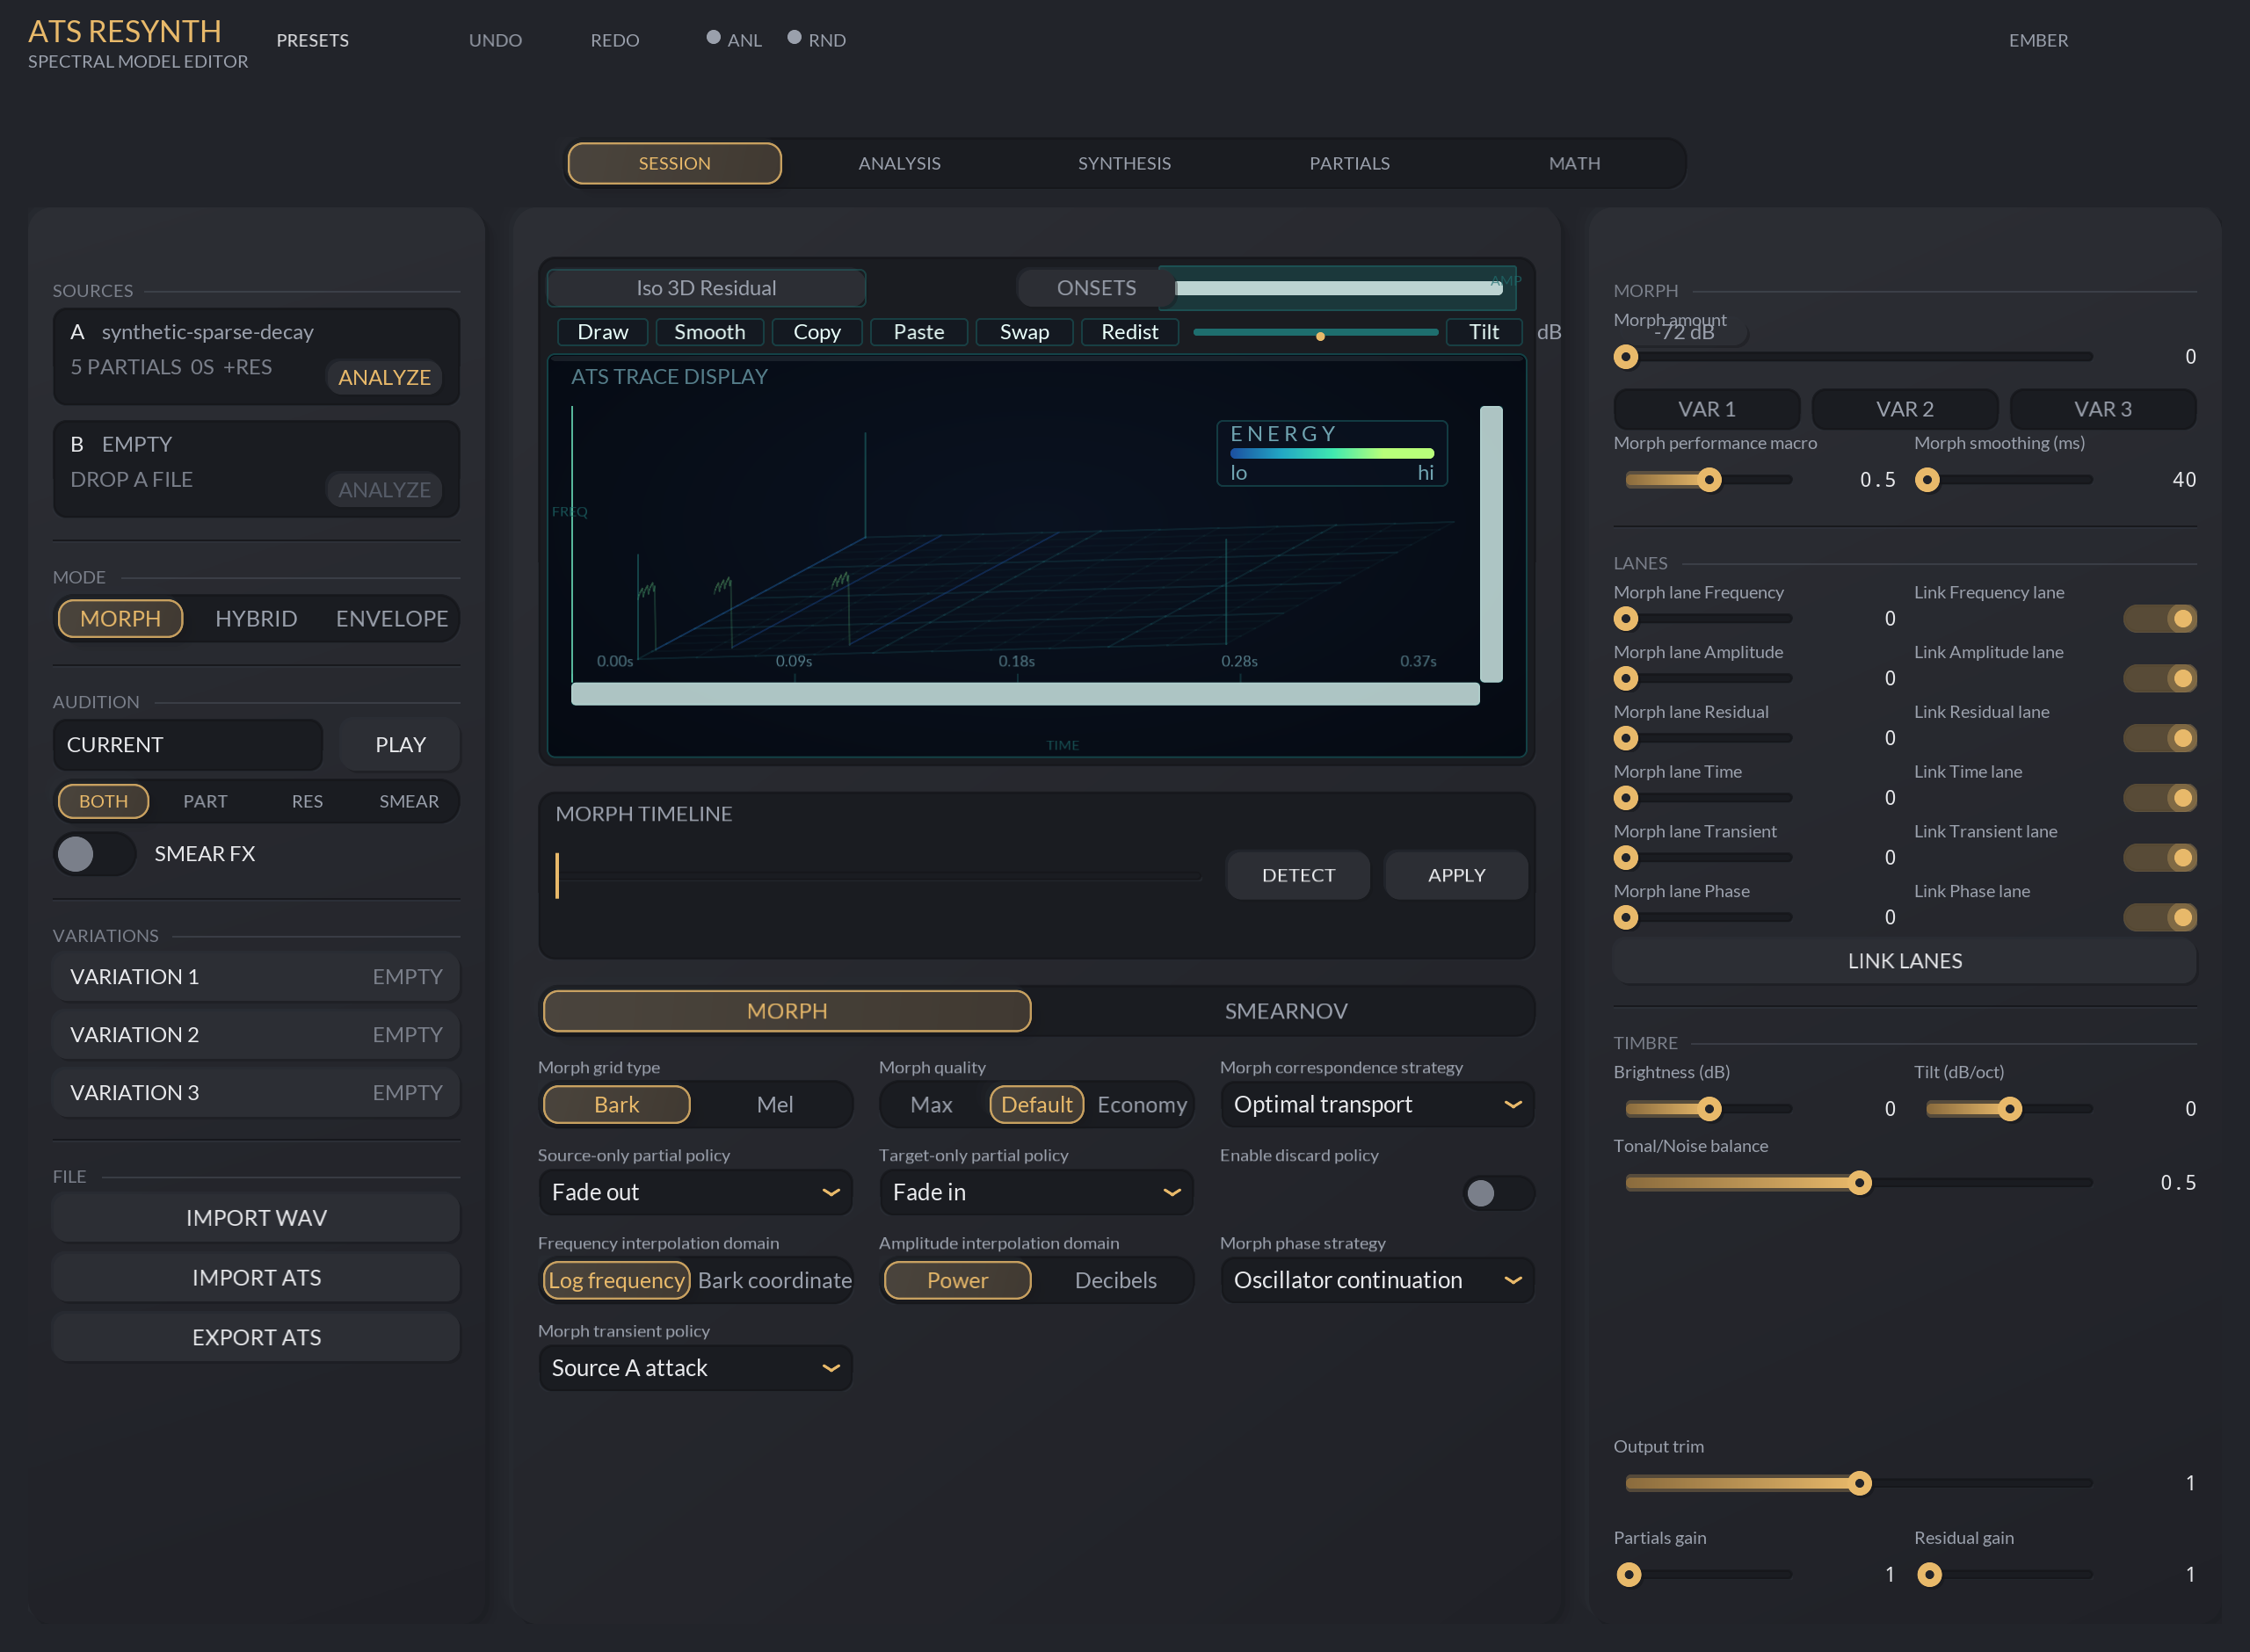 ATS RESYNTH
SPECTRAL MODEL EDITOR
PRESETS
UNDO
REDO
ANL
RND
EMBER
SESSION
ANALYSIS
SYNTHESIS
PARTIALS
MATH
SOURCES
A synthetic-sparse-decay
5 PARTIALS 0S +RES
ANALYZE
B EMPTY
DROP A FILE
ANALYZE
MODE
MORPH
HYBRID
ENVELOPE
AUDITION
CURRENT
PLAY
BOTH
PART
RES
SMEAR
SMEAR FX
VARIATIONS
VARIATION 1 EMPTY
VARIATION 2 EMPTY
VARIATION 3 EMPTY
FILE
IMPORT WAV
IMPORT ATS
EXPORT ATS
Iso 3D Residual
ONSETS
AMP
Draw
Smooth
Copy
Paste
Swap
Redist
Tilt
dB
ATS TRACE DISPLAY
ENERGY
lo hi
FREQ
0.00s 0.09s 0.18s 0.28s 0.37s
TIME
MORPH TIMELINE
DETECT
APPLY
MORPH
SMEARNOV
Morph grid type
Bark Mel
Morph quality
Max Default Economy
Morph correspondence strategy
Optimal transport
Source-only partial policy
Fade out
Target-only partial policy
Fade in
Enable discard policy
Frequency interpolation domain
Log frequency Bark coordinate
Amplitude interpolation domain
Power Decibels
Morph phase strategy
Oscillator continuation
Morph transient policy
Source A attack
MORPH
Morph amount
-72 dB
0
VAR 1
VAR 2
VAR 3
Morph performance macro
0.5
Morph smoothing (ms)
40
LANES
Morph lane Frequency
0
Link Frequency lane
Morph lane Amplitude
0
Link Amplitude lane
Morph lane Residual
0
Link Residual lane
Morph lane Time
0
Link Time lane
Morph lane Transient
0
Link Transient lane
Morph lane Phase
0
Link Phase lane
LINK LANES
TIMBRE
Brightness (dB)
0
Tilt (dB/oct)
0
Tonal/Noise balance
0.5
Output trim
1
Partials gain
1
Residual gain
1